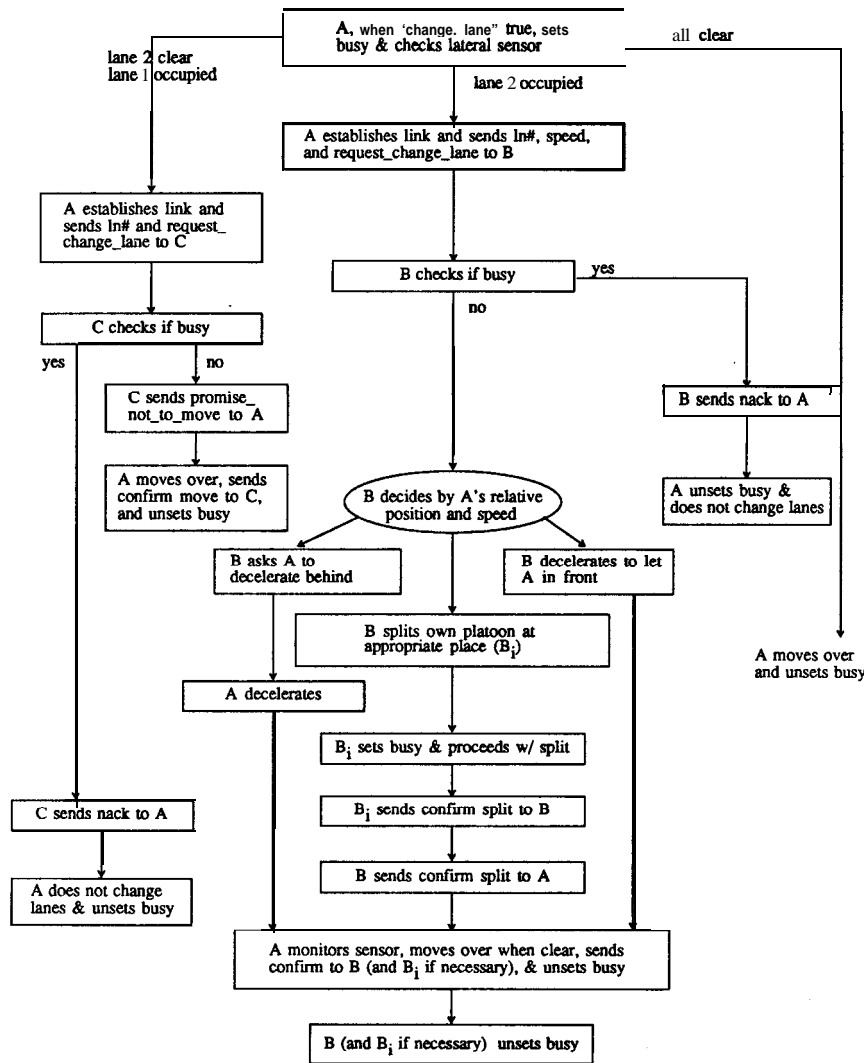 A, when 'change. lane" true, sets
busy & checks lateral sensor
all clear
lane 2 clear
lane 1 occupied
lane 2 occupied
A establishes link and sends ln#, speed,
and request_change_lane to B
A establishes link and
sends ln# and request_
change_lane to C
B checks if busy
yes
no
C checks if busy
yes
no
C sends promise_
not_to_move to A
B sends nack to A
A moves over, sends
confirm move to C,
and unsets busy
B decides by A's relative
position and speed
A unsets busy &
does not change lanes
B asks A to
decelerate behind
B decelerates to let
A in front
B splits own platoon at
appropriate place (Bi)
A moves over
and unsets busy
A decelerates
Bi sets busy & proceeds w/ split
C sends nack to A
Bi sends confirm split to B
B sends confirm split to A
A does not change
lanes & unsets busy
A monitors sensor, moves over when clear, sends
confirm to B (and Bi if necessary), & unsets busy
B (and Bi if necessary) unsets busy